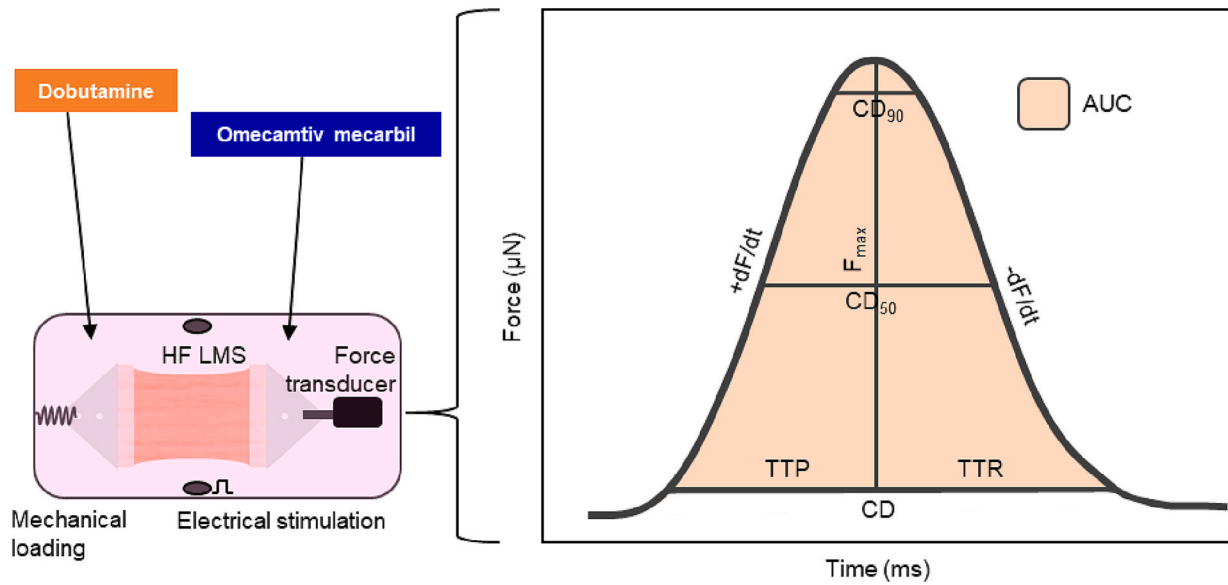 Dobutamine
Omecamtiv mecarbil
HF LMS
Force
transducer
Mechanical
loading
Electrical stimulation
Force (µN)
AUC
CD90
+dF/dt
Fmax
-dF/dt
CD50
TTP
TTR
CD
Time (ms)